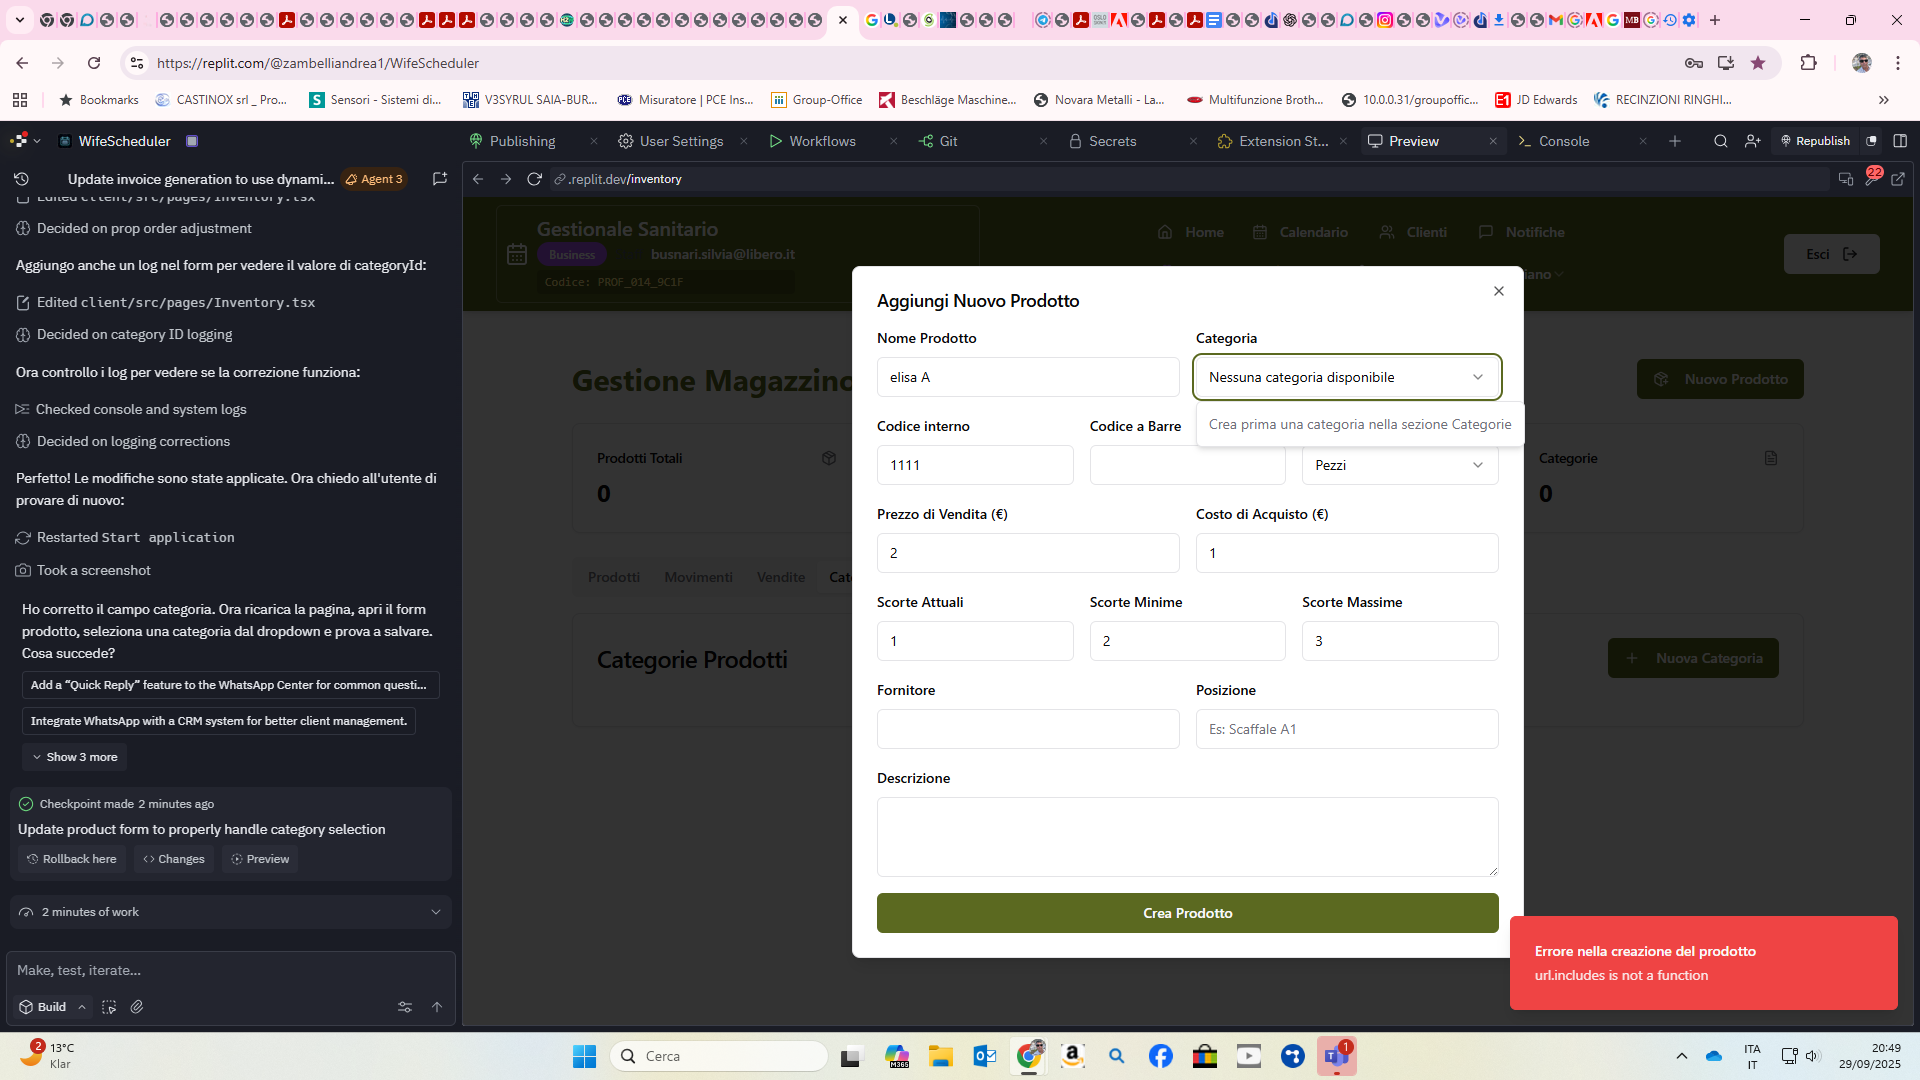 https://replit.com/@zambelliandrea1/WifeScheduler
Bookmarks
CASTINOX srl _ Pro...
Sensori - Sistemi di...
V3SYRUL SAIA-BUR...
Misuratore | PCE Ins...
Group-Office
Beschläge Maschine...
Novara Metalli - La...
Multifunzione Broth...
10.0.0.31/groupoffic...
JD Edwards
RECINZIONI RINGHI...
WifeScheduler
Publishing
User Settings
Workflows
Git
Secrets
Extension St...
Preview
Console
Republish
Update invoice generation to use dynami...
Agent 3
.replit.dev/inventory
22
Edited client/src/pages/Inventory.tsx
Decided on prop order adjustment
Aggiungo anche un log nel form per vedere il valore di categoryId:
Edited client/src/pages/Inventory.tsx
Decided on category ID logging
Ora controllo i log per vedere se la correzione funziona:
Checked console and system logs
Decided on logging corrections
Perfetto! Le modifiche sono state applicate. Ora chiedo all'utente di
provare di nuovo:
Restarted Start application
Took a screenshot
Ho corretto il campo categoria. Ora ricarica la pagina, apri il form
prodotto, seleziona una categoria dal dropdown e prova a salvare.
Cosa succede?
Add a “Quick Reply” feature to the WhatsApp Center for common questi...
Integrate WhatsApp with a CRM system for better client management.
Show 3 more
Checkpoint made 2 minutes ago
Update product form to properly handle category selection
Rollback here
Changes
Preview
2 minutes of work
Make, test, iterate...
Build
Gestionale Sanitario
Business
busnari.silvia@libero.it
Codice: PROF_014_9C1F
Home
Calendario
Clienti
Notifiche
iano
Esci
Gestione Magazzino
Nuovo Prodotto
Prodotti Totali
0
Categorie
0
Prodotti
Movimenti
Vendite
Cate
Categorie Prodotti
Nuova Categoria
Aggiungi Nuovo Prodotto
Nome Prodotto
Categoria
elisa A
Nessuna categoria disponibile
Crea prima una categoria nella sezione Categorie
Codice interno
Codice a Barre
1111
Pezzi
Prezzo di Vendita (€)
Costo di Acquisto (€)
2
1
Scorte Attuali
Scorte Minime
Scorte Massime
1
2
3
Fornitore
Posizione
Es: Scaffale A1
Descrizione
Crea Prodotto
Errore nella creazione del prodotto
url.includes is not a function
2
13°C
Klar
Cerca
M365
1
ITA
IT
20:49
29/09/2025